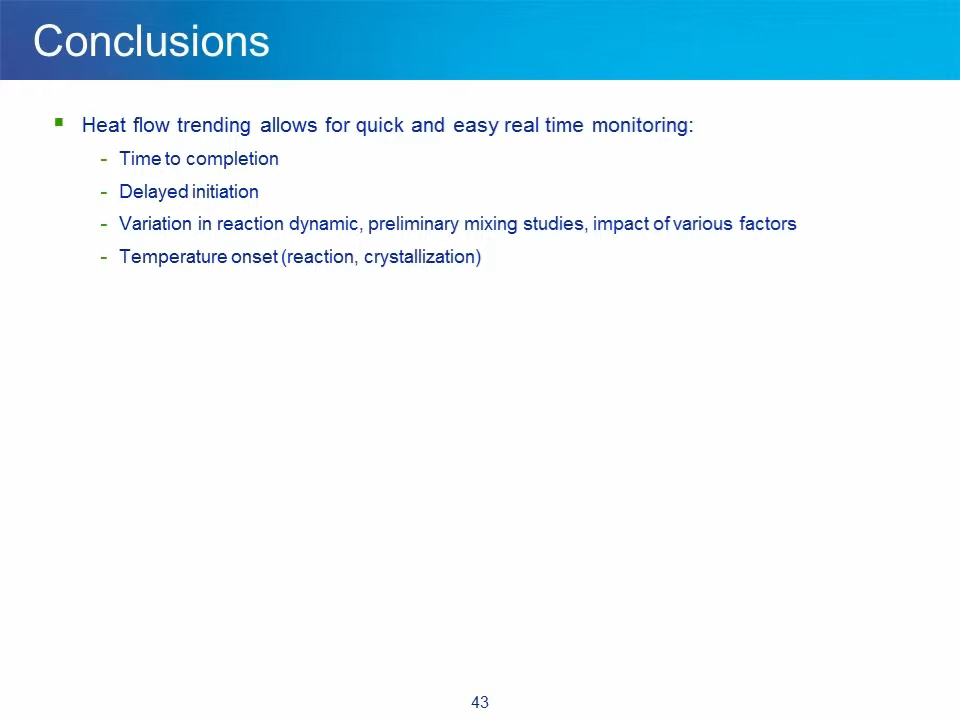 Conclusions
▪ Heat flow trending allows for quick and easy real time monitoring:
- Time to completion
- Delayed initiation
- Variation in reaction dynamic, preliminary mixing studies, impact of various factors
- Temperature onset (reaction, crystallization)
43